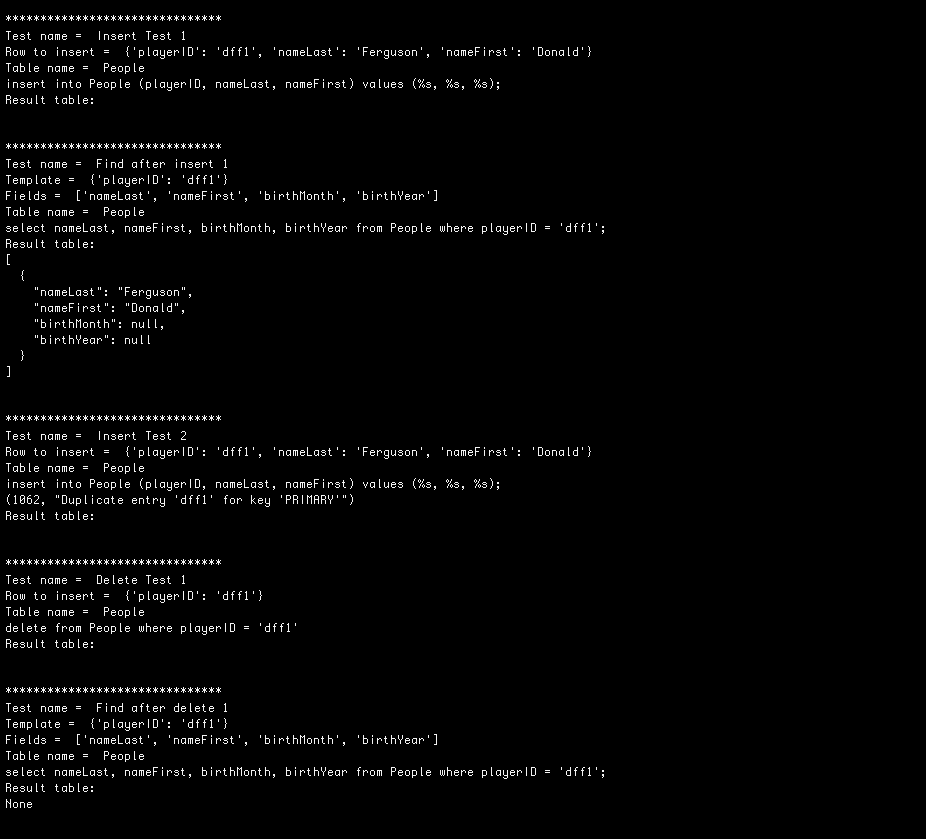 *******************************
Test name =  Insert Test 1
Row to insert =  {'playerID': 'dff1', 'nameLast': 'Ferguson', 'nameFirst': 'Donald'}
Table name =  People
insert into People (playerID, nameLast, nameFirst) values (%s, %s, %s);
Result table:
*******************************
Test name =  Find after insert 1
Template =  {'playerID': 'dff1'}
Fields =  ['nameLast', 'nameFirst', 'birthMonth', 'birthYear']
Table name =  People
select nameLast, nameFirst, birthMonth, birthYear from People where playerID = 'dff1';
Result table:
[
  {
    "nameLast": "Ferguson",
    "nameFirst": "Donald",
    "birthMonth": null,
    "birthYear": null
  }
]
*******************************
Test name =  Insert Test 2
Row to insert =  {'playerID': 'dff1', 'nameLast': 'Ferguson', 'nameFirst': 'Donald'}
Table name =  People
insert into People (playerID, nameLast, nameFirst) values (%s, %s, %s);
(1062, "Duplicate entry 'dff1' for key 'PRIMARY'")
Result table:
*******************************
Test name =  Delete Test 1
Row to insert =  {'playerID': 'dff1'}
Table name =  People
delete from People where playerID = 'dff1'
Result table:
*******************************
Test name =  Find after delete 1
Template =  {'playerID': 'dff1'}
Fields =  ['nameLast', 'nameFirst', 'birthMonth', 'birthYear']
Table name =  People
select nameLast, nameFirst, birthMonth, birthYear from People where playerID = 'dff1';
Result table:
None